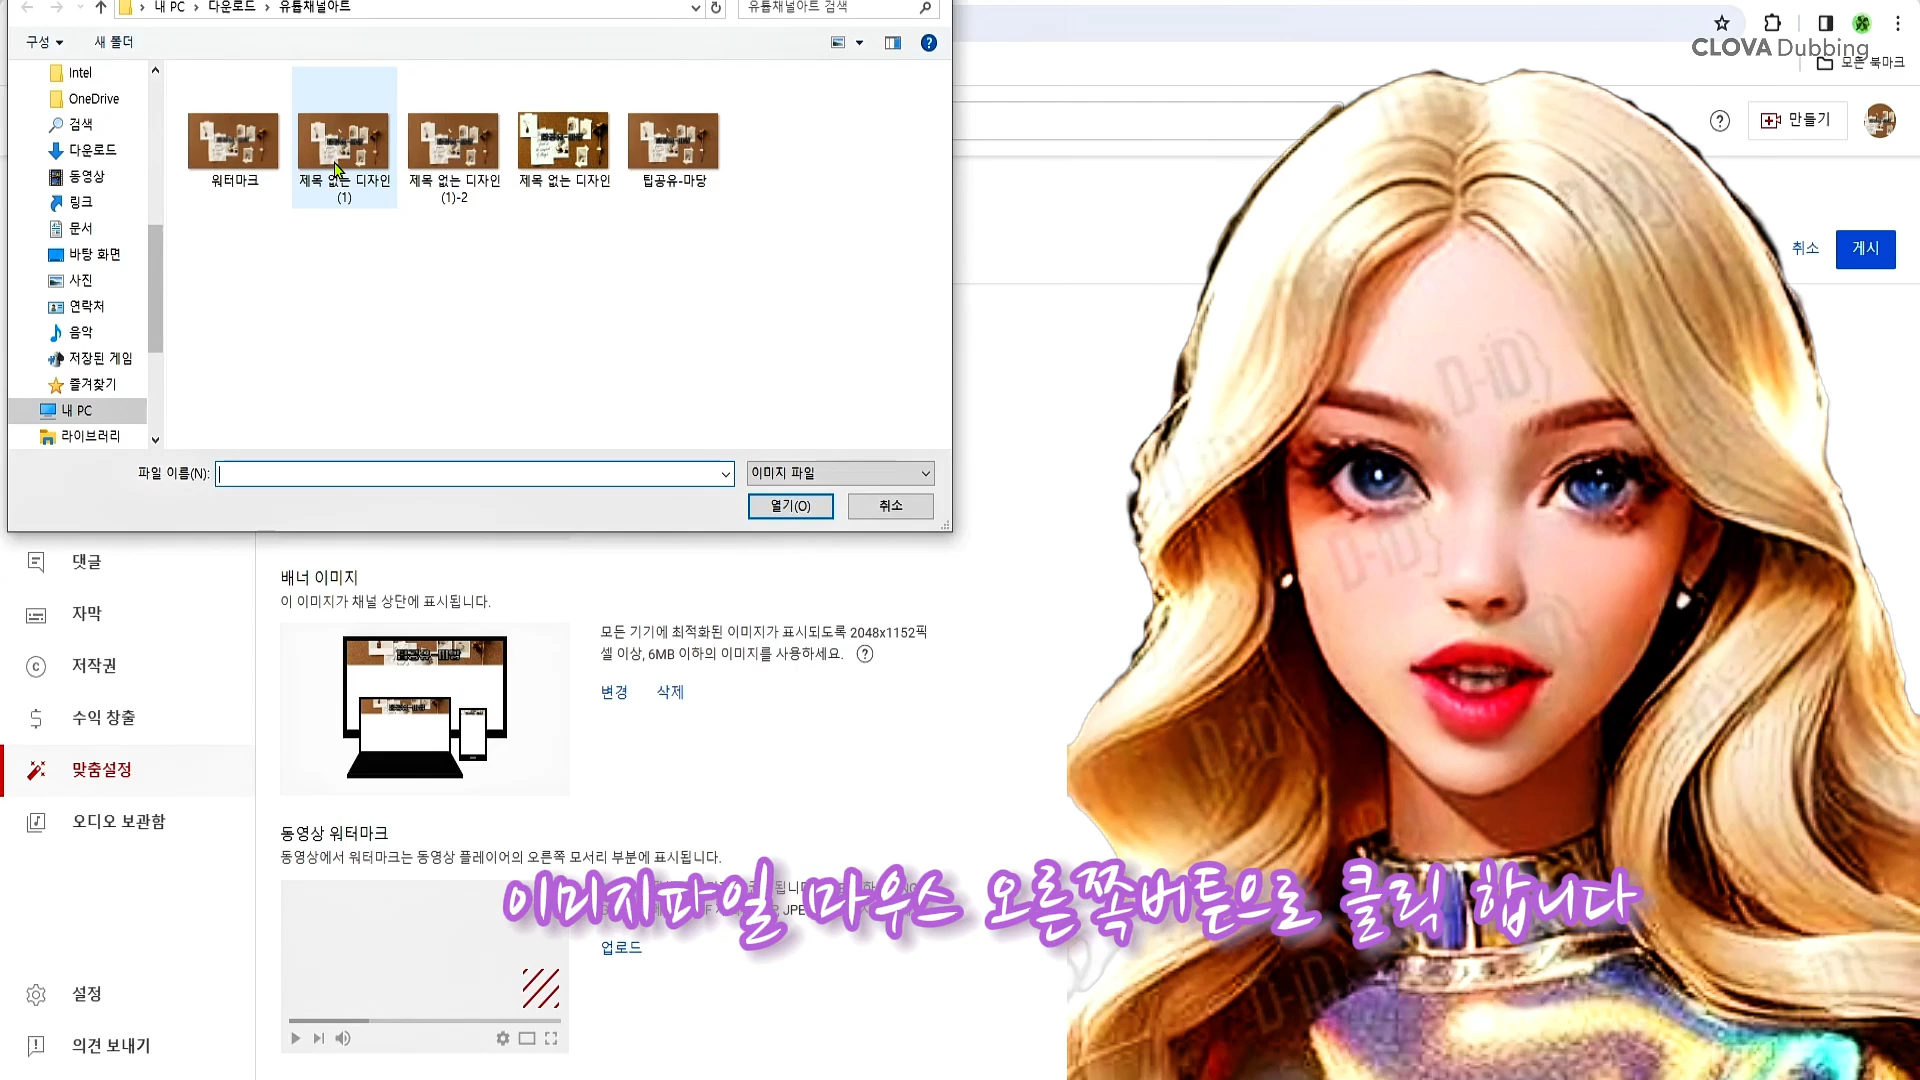 내 PC › 다운로드 › 유튭채널아트
유튭채널아트 검색
구성
새 폴더
CLOVA Dubbing
모든 북마크
Intel
OneDrive
검색
다운로드
동영상
링크
문서
바탕 화면
사진
연락처
음악
저장된 게임
즐겨찾기
내 PC
라이브러리
워터마크
제목 없는 디자인
(1)
제목 없는 디자인
(1)-2
제목 없는 디자인
팁공유-마당
만들기
취소
게시
파일 이름(N):
이미지 파일
열기(O)
취소
댓글
자막
저작권
수익 창출
맞춤설정
오디오 보관함
설정
의견 보내기
배너 이미지
이 이미지가 채널 상단에 표시됩니다.
모든 기기에 최적화된 이미지가 표시되도록 2048x1152픽
셀 이상, 6MB 이하의 이미지를 사용하세요.
변경
삭제
동영상 워터마크
동영상에서 워터마크는 동영상 플레이어의 오른쪽 모서리 부분에 표시됩니다.
이미지파일 마우스 오른쪽버튼으로 클릭 합니다
업로드
D-iD